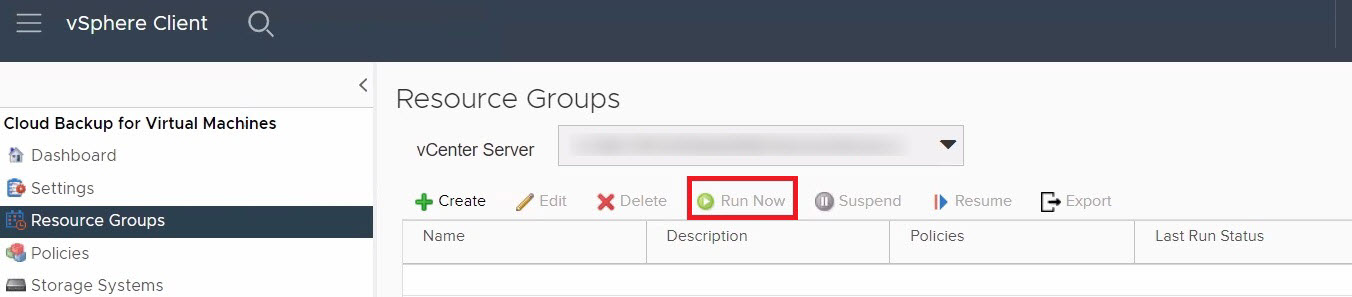 vSphere Client
Resource Groups
Cloud Backup for Virtual Machines
vCenter Server
Dashboard
Settings
Create Edit Delete Run Now Suspend Resume Export
Resource Groups
Name Description Policies Last Run Status
Policies
Storage Systems